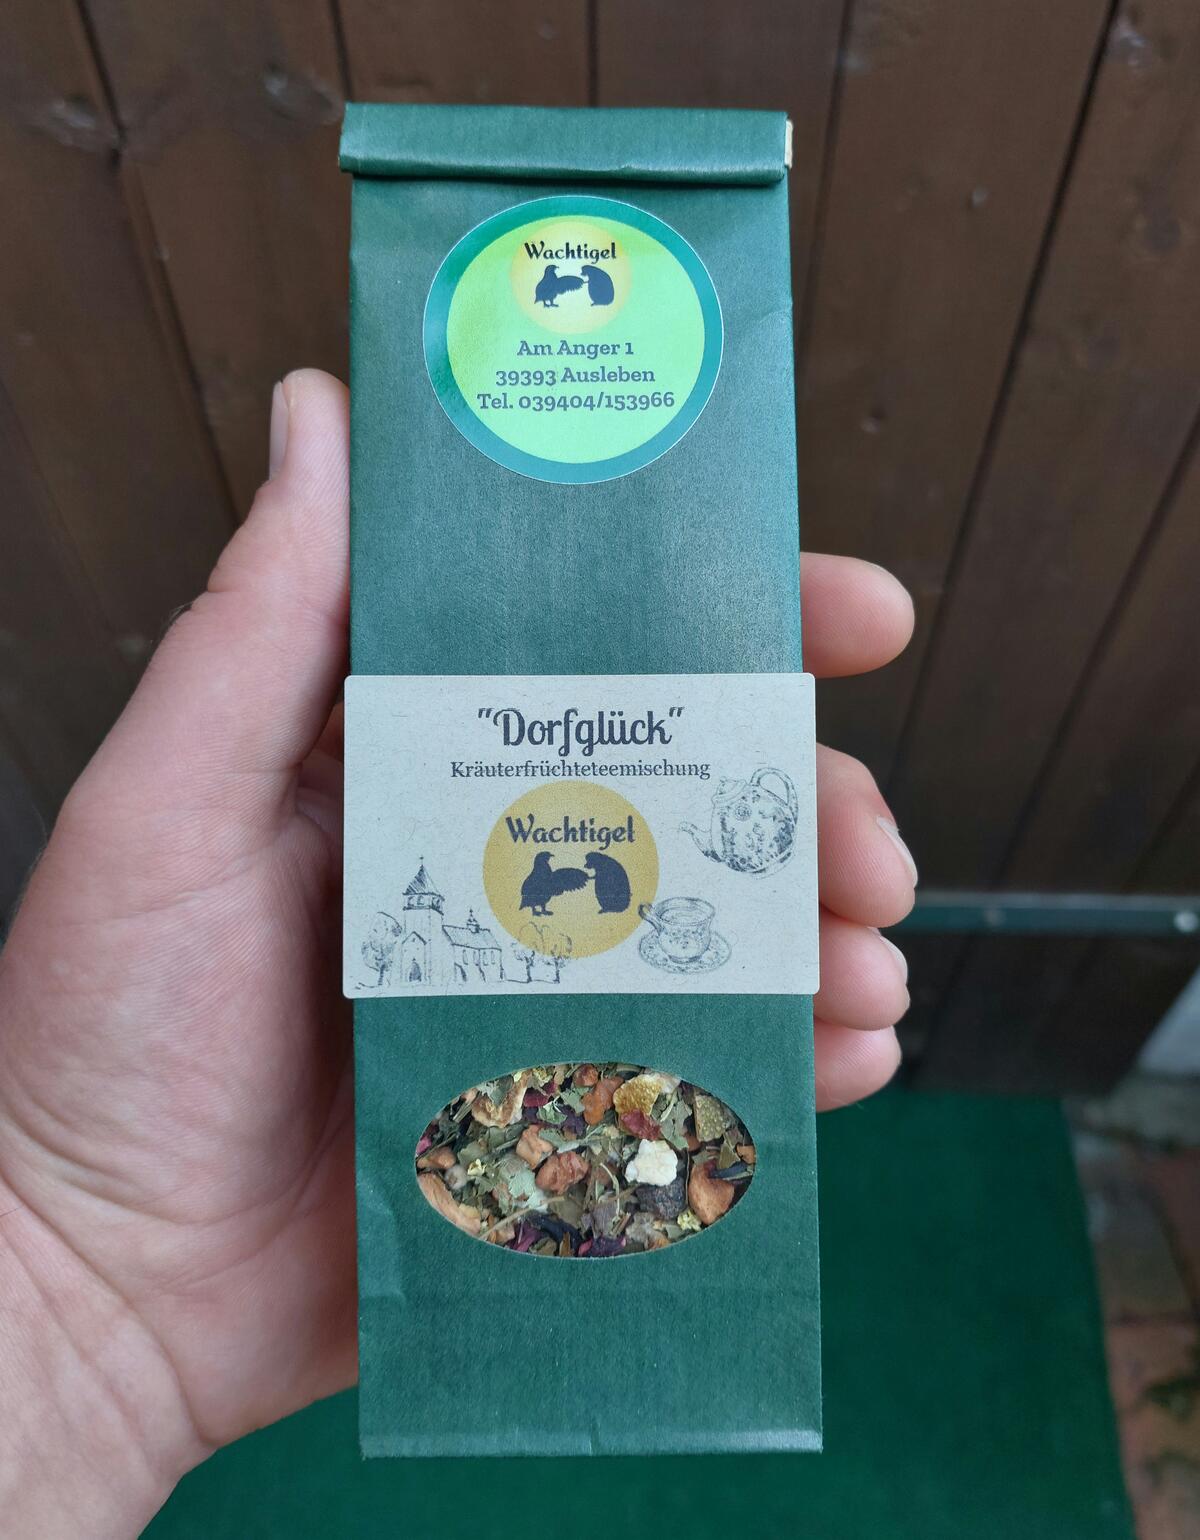 Wachtigel
Am Anger 1
39393 Ausleben
Tel. 039404/153966
"Dorfglück"
Kräuterfrüchteteemischung
Wachtigel